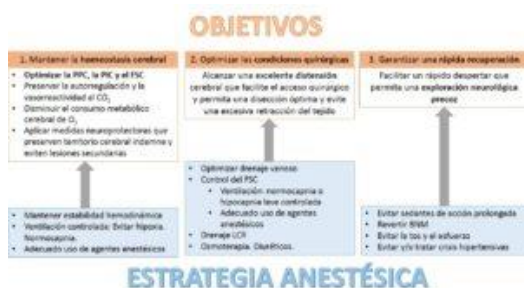 OBJETIVOS
1. Mantener la homeostasis cerebral
• Optimizar la PPC, la PIC y el FSC
• Preservar la autorregulación y la
vasorreactividad al CO2
• Disminuir el consumo metabólico
cerebral de O2
• Aplicar medidas neuroprotectoras que
preserven territorio cerebral indemne y
eviten lesiones secundarias
2. Optimizar las condiciones quirúrgicas
Alcanzar una excelente distensión
cerebral que facilite el acceso quirúrgico
y permita una disección óptima y evite
una excesiva retracción del tejido
3. Garantizar una rápida recuperación
Facilitar un rápido despertar que
permita una exploración neurológica
precoz
• Mantener estabilidad hemodinámica
• Ventilación controlada: Evitar hipoxia.
Normocapnia.
• Adecuado uso de agentes anestésicos
• Optimizar drenaje venoso
• Control del FSC
• Ventilación normocapnia o
hipocapnia leve controlada
• Adecuado uso de agentes
anestésicos
• Drenaje LCR
• Osmoterapia. Diuréticos.
• Evitar sedantes de acción prolongada
• Revertir BNM
• Evitar la tos y el esfuerzo
• Evitar y/o tratar crisis hipertensivas
ESTRATEGIA ANESTÉSICA